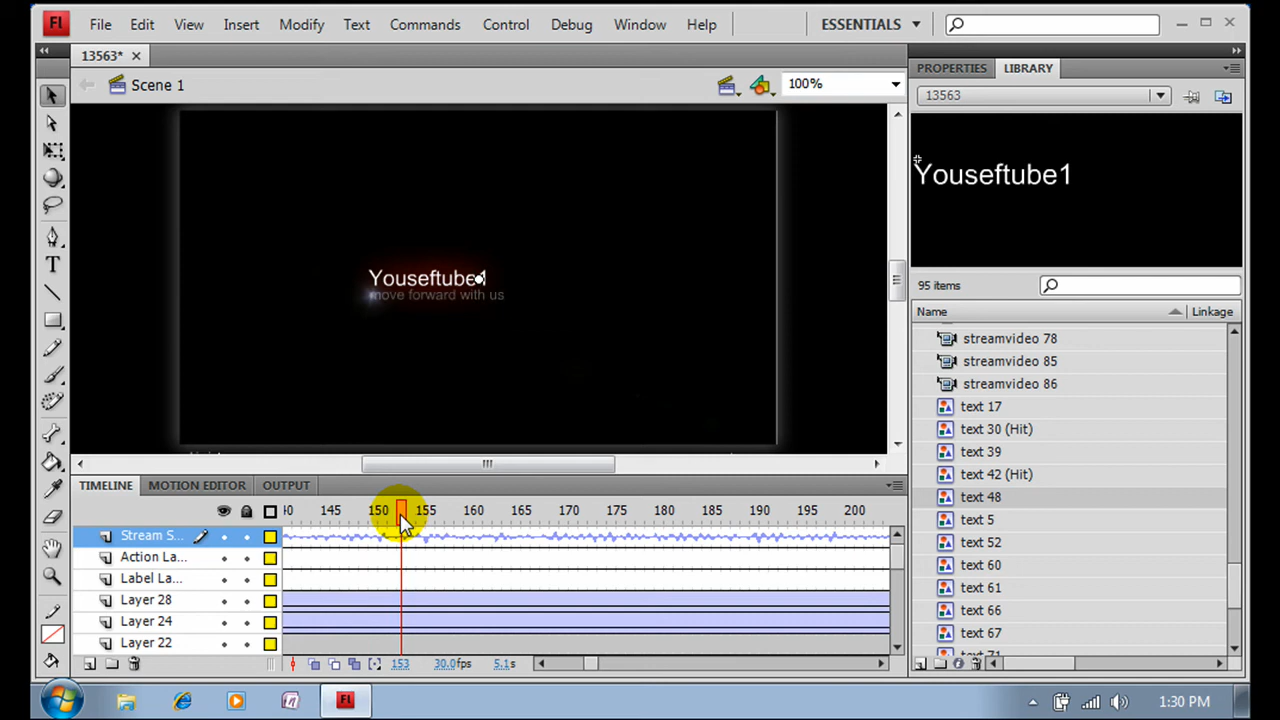 Fl File Edit View Insert Modify Text Commands Control Debug Window Help ESSENTIALS
13563*
Scene 1
100%
PROPERTIES LIBRARY
13563
Youseftube1
95 items
Name Linkage
streamvideo 78
streamvideo 85
streamvideo 86
text 17
text 30 (Hit)
text 39
text 42 (Hit)
text 48
text 5
text 52
text 60
text 61
text 66
text 67
Youseftube1
move forward with us
TIMELINE MOTION EDITOR OUTPUT
145 150 155 160 165 170 175 180 185 190 195 200
Stream S...
Action La...
Label La...
Layer 28
Layer 24
Layer 22
153 30.0fps 5.1s
Fl 1:30 PM